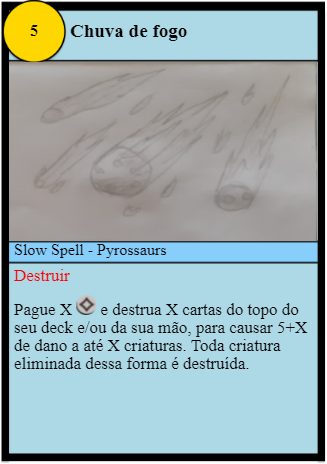 5
Chuva de fogo
Slow Spell - Pyrossaurs
Destruir
Pague X e destrua X cartas do topo do
seu deck e/ou da sua mão, para causar 5+X
de dano a até X criaturas. Toda criatura
eliminada dessa forma é destruída.